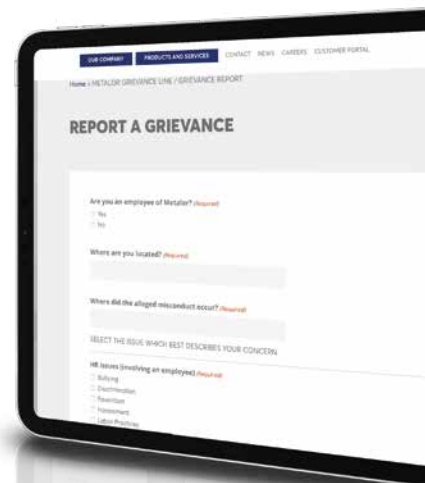 OUR COMPANY PRODUCTS AND SERVICES CONTACT NEWS CAREERS CUSTOMER PORTAL
Home » METALOR GRIEVANCE LINE / GRIEVANCE REPORT
REPORT A GRIEVANCE
Are you an employee of Metalor? (Required)
Yes
No
Where are you located? (Required)
Where did the alleged misconduct occur? (Required)
SELECT THE ISSUE WHICH BEST DESCRIBES YOUR CONCERN
HR Issues (involving an employee) (Required)
Bullying
Discrimination
Favoritism
Harassment
Labor Practices